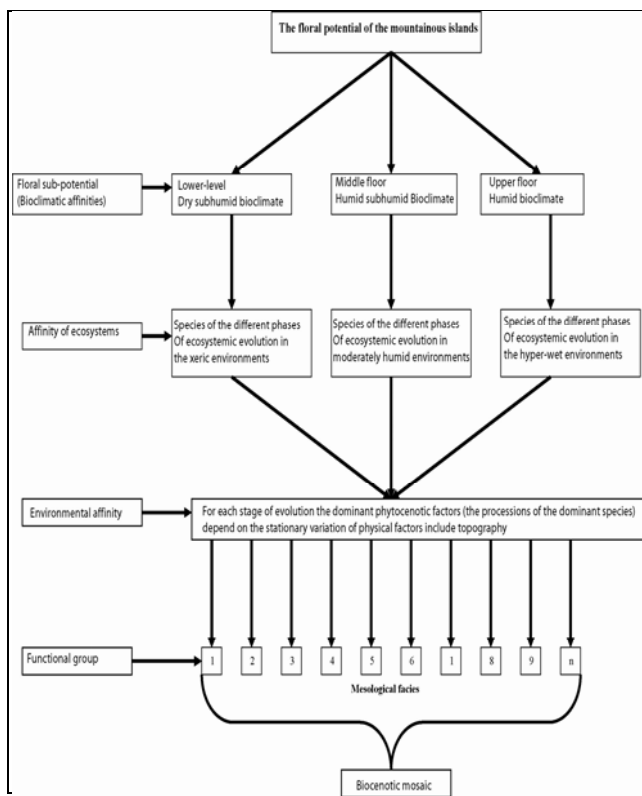 The floral potential of the mountainous islands
Floral sub-potential
(Bioclimatic affinities)
Lower-level
Dry subhumid bioclimate
Middle floor
Humid subhumid Bioclimate
Upper floor
Humid bioclimate
Affinity of ecosystems
Species of the different phases
Of ecosystemic evolution in
the xeric environments
Species of the different phases
Of ecosystemic evolution in
moderately humid environments
Species of the different phases
Of ecosystemic evolution in
the hyper-wet environments
Environmental affinity
For each stage of evolution the dominant phytocenotic factors (the processions of the dominant species)
depend on the stationary variation of physical factors include topography
Functional group
1 2 3 4 5 6 1 8 9 n
Mesological facies
Biocenotic mosaic